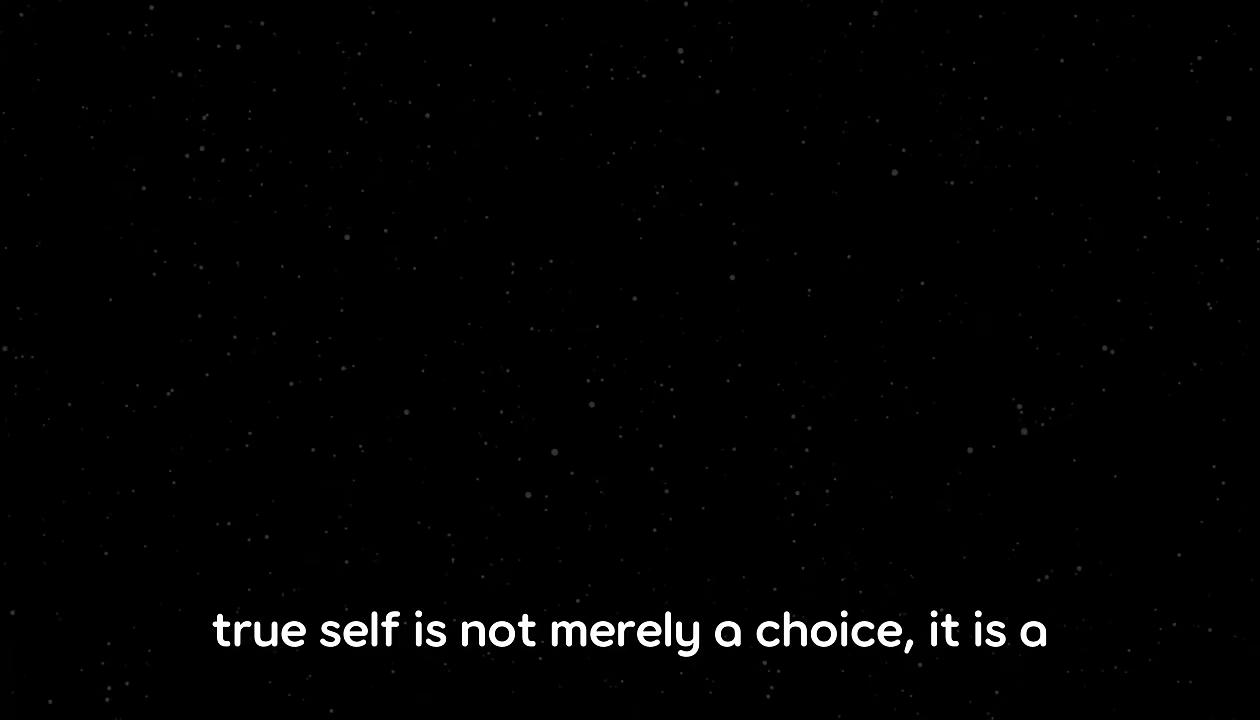 true self is not merely a choice, it is a